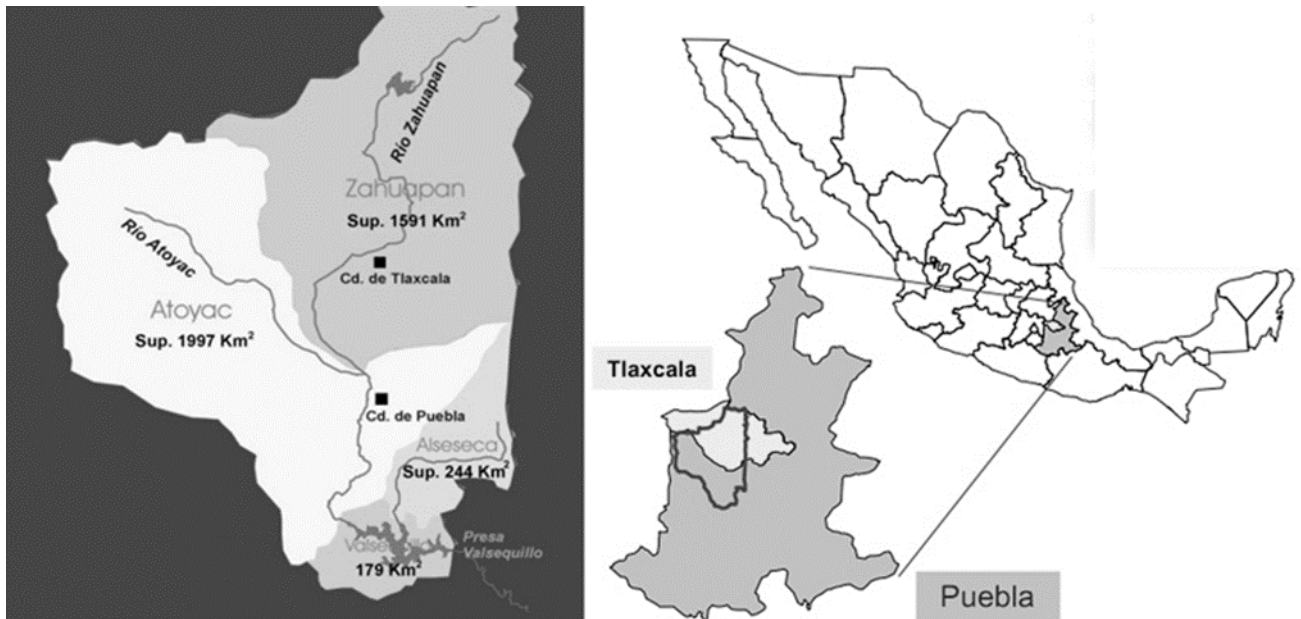 Río Zahuapan
Zahuapan
Sup. 1591 Km²
Río Atoyac
Cd. de Tlaxcala
Atoyac
Sup. 1997 Km²
Cd. de Puebla
Alseseca
Sup. 244 Km²
Valsequillo
179 Km²
Presa
Valsequillo
Tlaxcala
Puebla